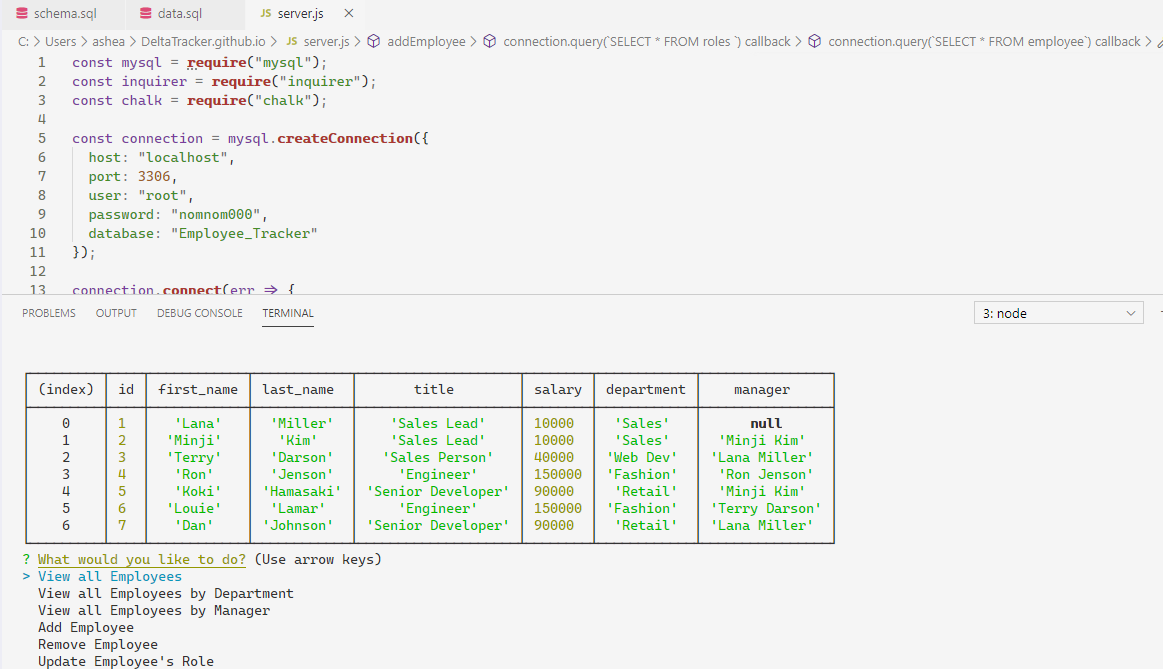 schema.sql data.sql JS server.js ×
C: > Users > ashea > DeltaTracker.github.io > JS server.js > addEmployee > connection.query(`SELECT * FROM roles `) callback > connection.query(`SELECT * FROM employee`) callback >
1 const mysql = require("mysql");
2 const inquirer = require("inquirer");
3 const chalk = require("chalk");
4
5 const connection = mysql.createConnection({
6 host: "localhost",
7 port: 3306,
8 user: "root",
9 password: "nomnom000",
10 database: "Employee_Tracker"
11 });
12
13 connection.connect(err => {
PROBLEMS OUTPUT DEBUG CONSOLE TERMINAL 3: node
(index) id first_name last_name title salary department manager
0 1 'Lana' 'Miller' 'Sales Lead' 10000 'Sales' null
1 2 'Minji' 'Kim' 'Sales Lead' 10000 'Sales' 'Minji Kim'
2 3 'Terry' 'Darson' 'Sales Person' 40000 'Web Dev' 'Lana Miller'
3 4 'Ron' 'Jenson' 'Engineer' 150000 'Fashion' 'Ron Jenson'
4 5 'Koki' 'Hamasaki' 'Senior Developer' 90000 'Retail' 'Minji Kim'
5 6 'Louie' 'Lamar' 'Engineer' 150000 'Fashion' 'Terry Darson'
6 7 'Dan' 'Johnson' 'Senior Developer' 90000 'Retail' 'Lana Miller'
? What would you like to do? (Use arrow keys)
> View all Employees
View all Employees by Department
View all Employees by Manager
Add Employee
Remove Employee
Update Employee's Role